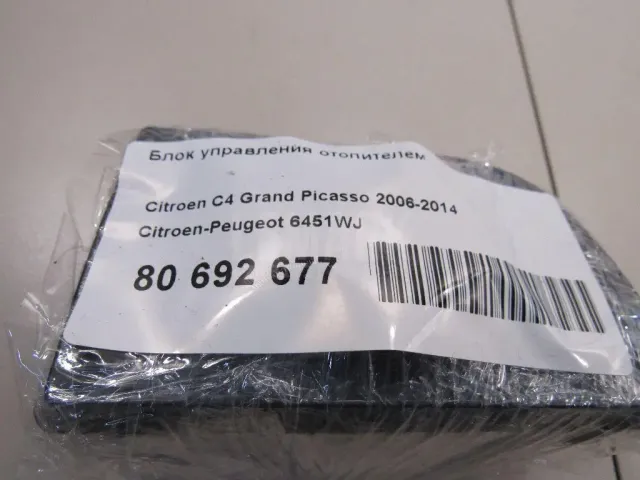 Блок управления отопителем
Citroen C4 Grand Picasso 2006-2014
Citroen-Peugeot 6451WJ
80 692 677